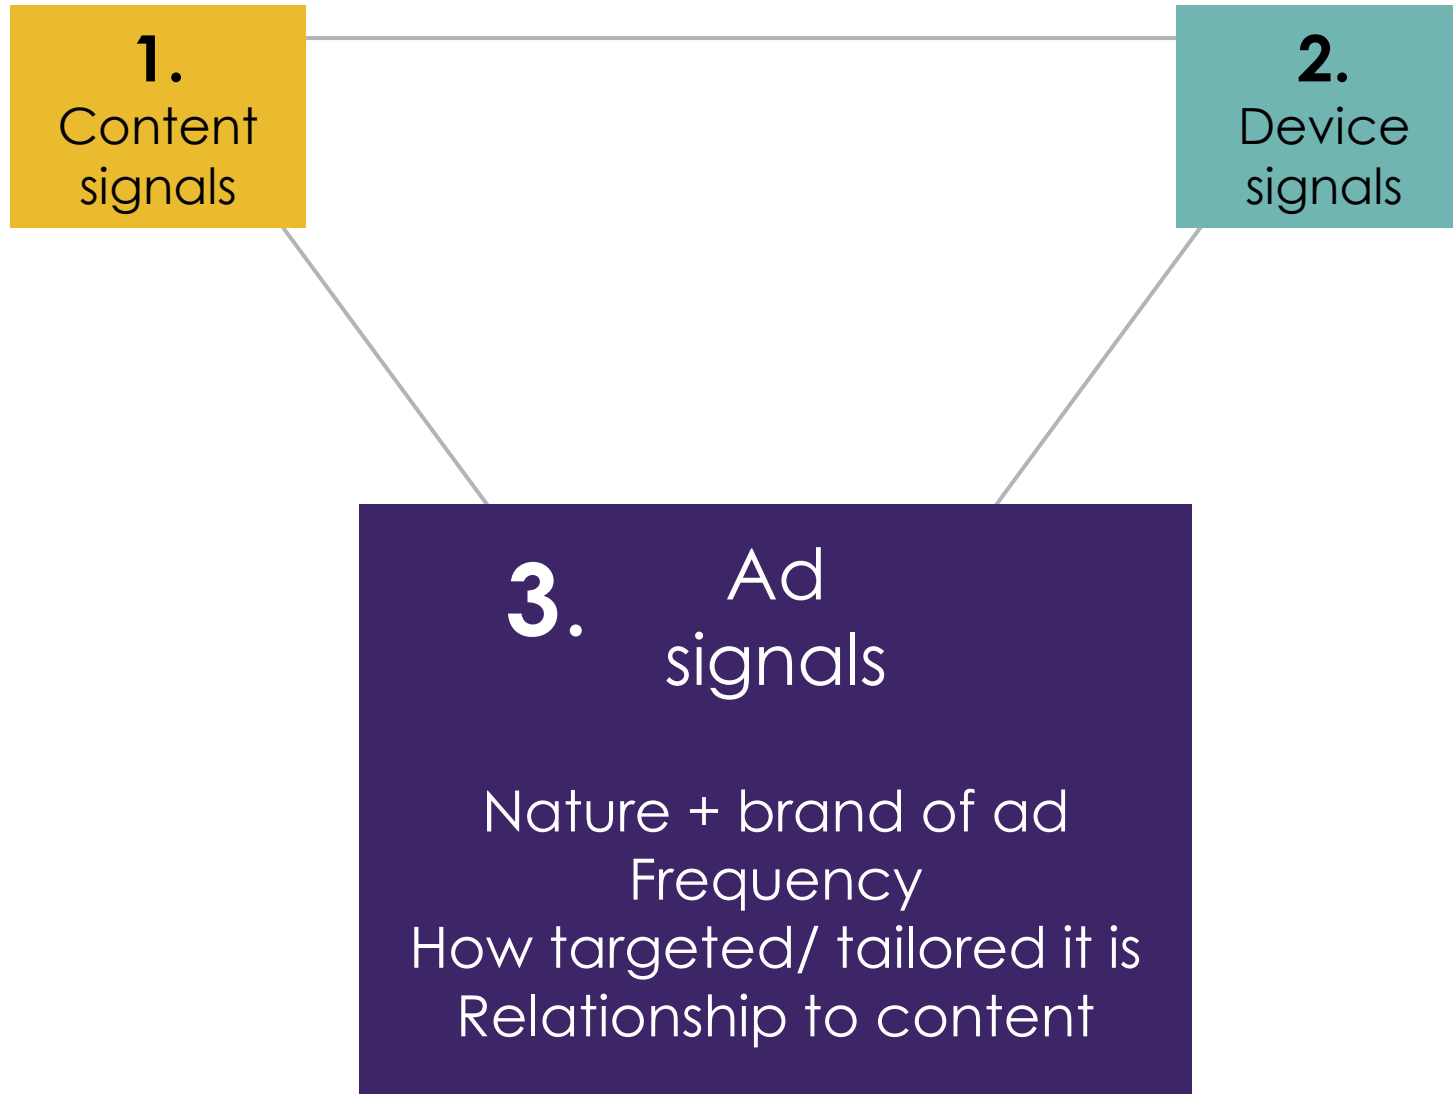 1.
Content
signals
2.
Device
signals
3.
Ad
signals
Nature + brand of ad
Frequency
How targeted/ tailored it is
Relationship to content